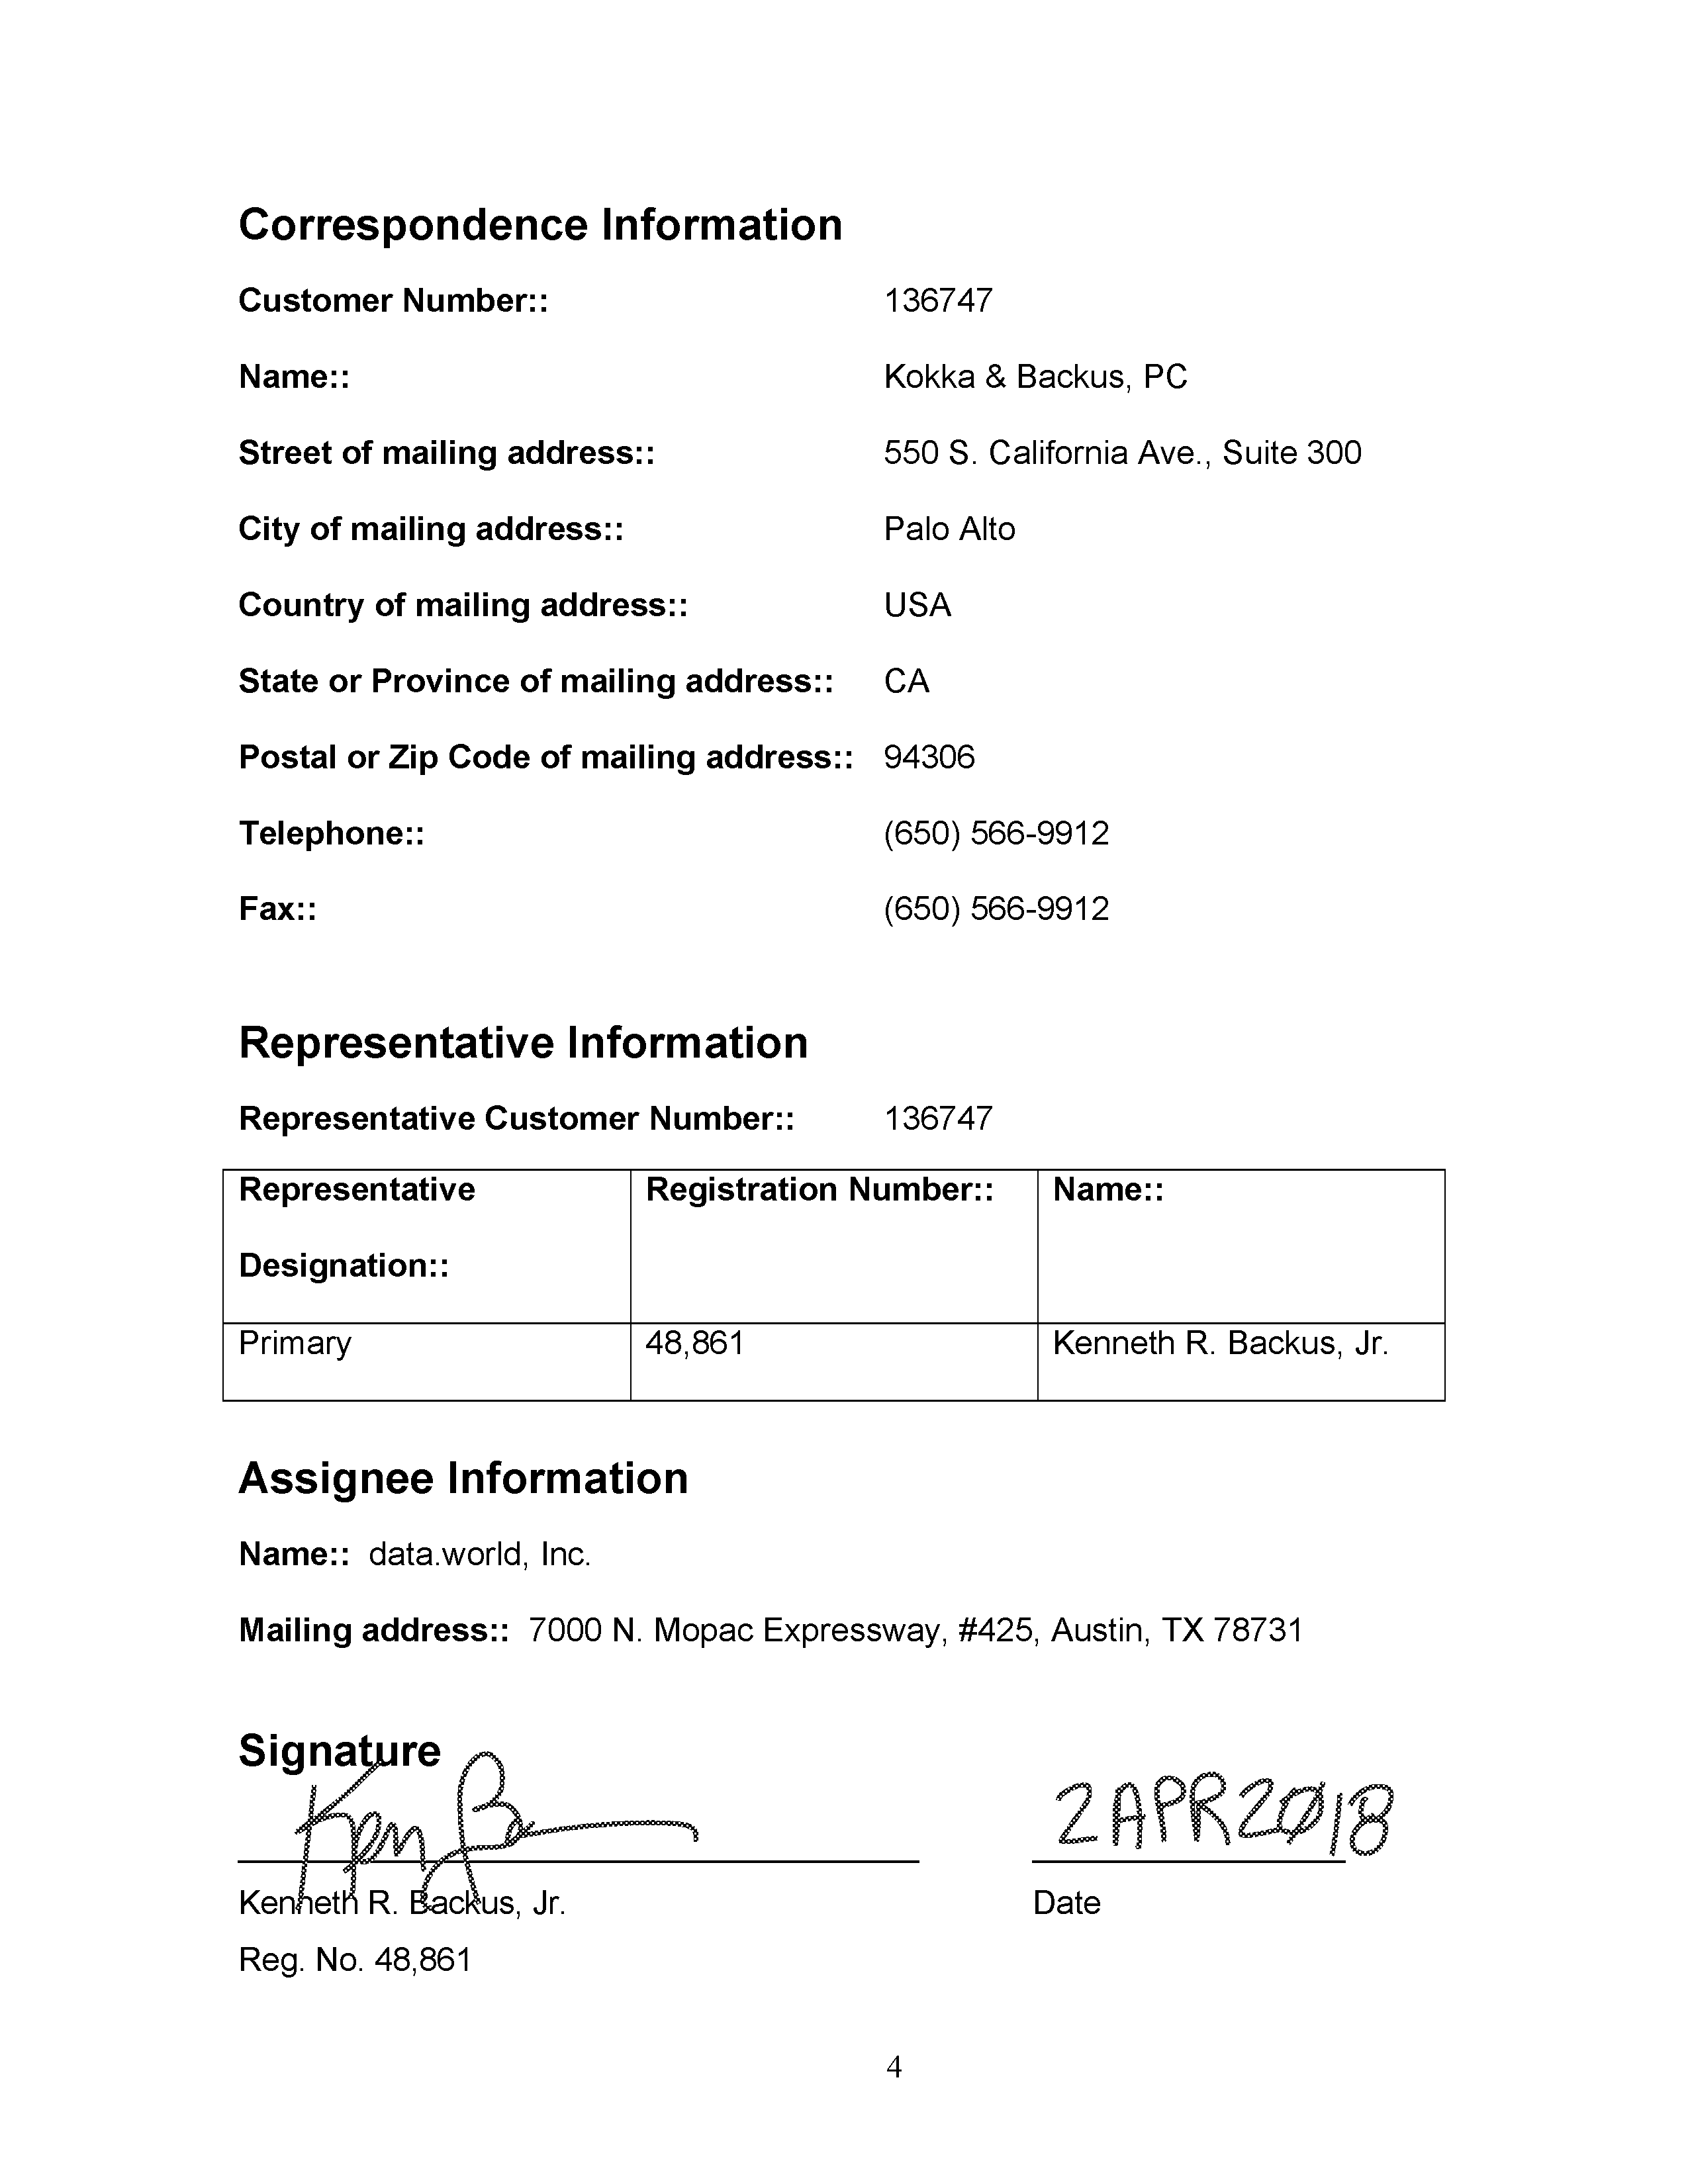 Correspondence Information
Customer Number:: 136747
Name:: Kokka & Backus, PC
Street of mailing address:: 550 S. California Ave., Suite 300
City of mailing address:: Palo Alto
Country of mailing address:: USA
State or Province of mailing address:: CA
Postal or Zip Code of mailing address:: 94306
Telephone:: (650) 566-9912
Fax:: (650) 566-9912
Representative Information
Representative Customer Number:: 136747
Representative Designation:: Registration Number:: Name::
Primary 48,861 Kenneth R. Backus, Jr.
Assignee Information
Name:: data.world, Inc.
Mailing address:: 7000 N. Mopac Expressway, #425, Austin, TX 78731
Signature
2 APR 2018
Kenneth R. Backus, Jr. Date
Reg. No. 48,861
4